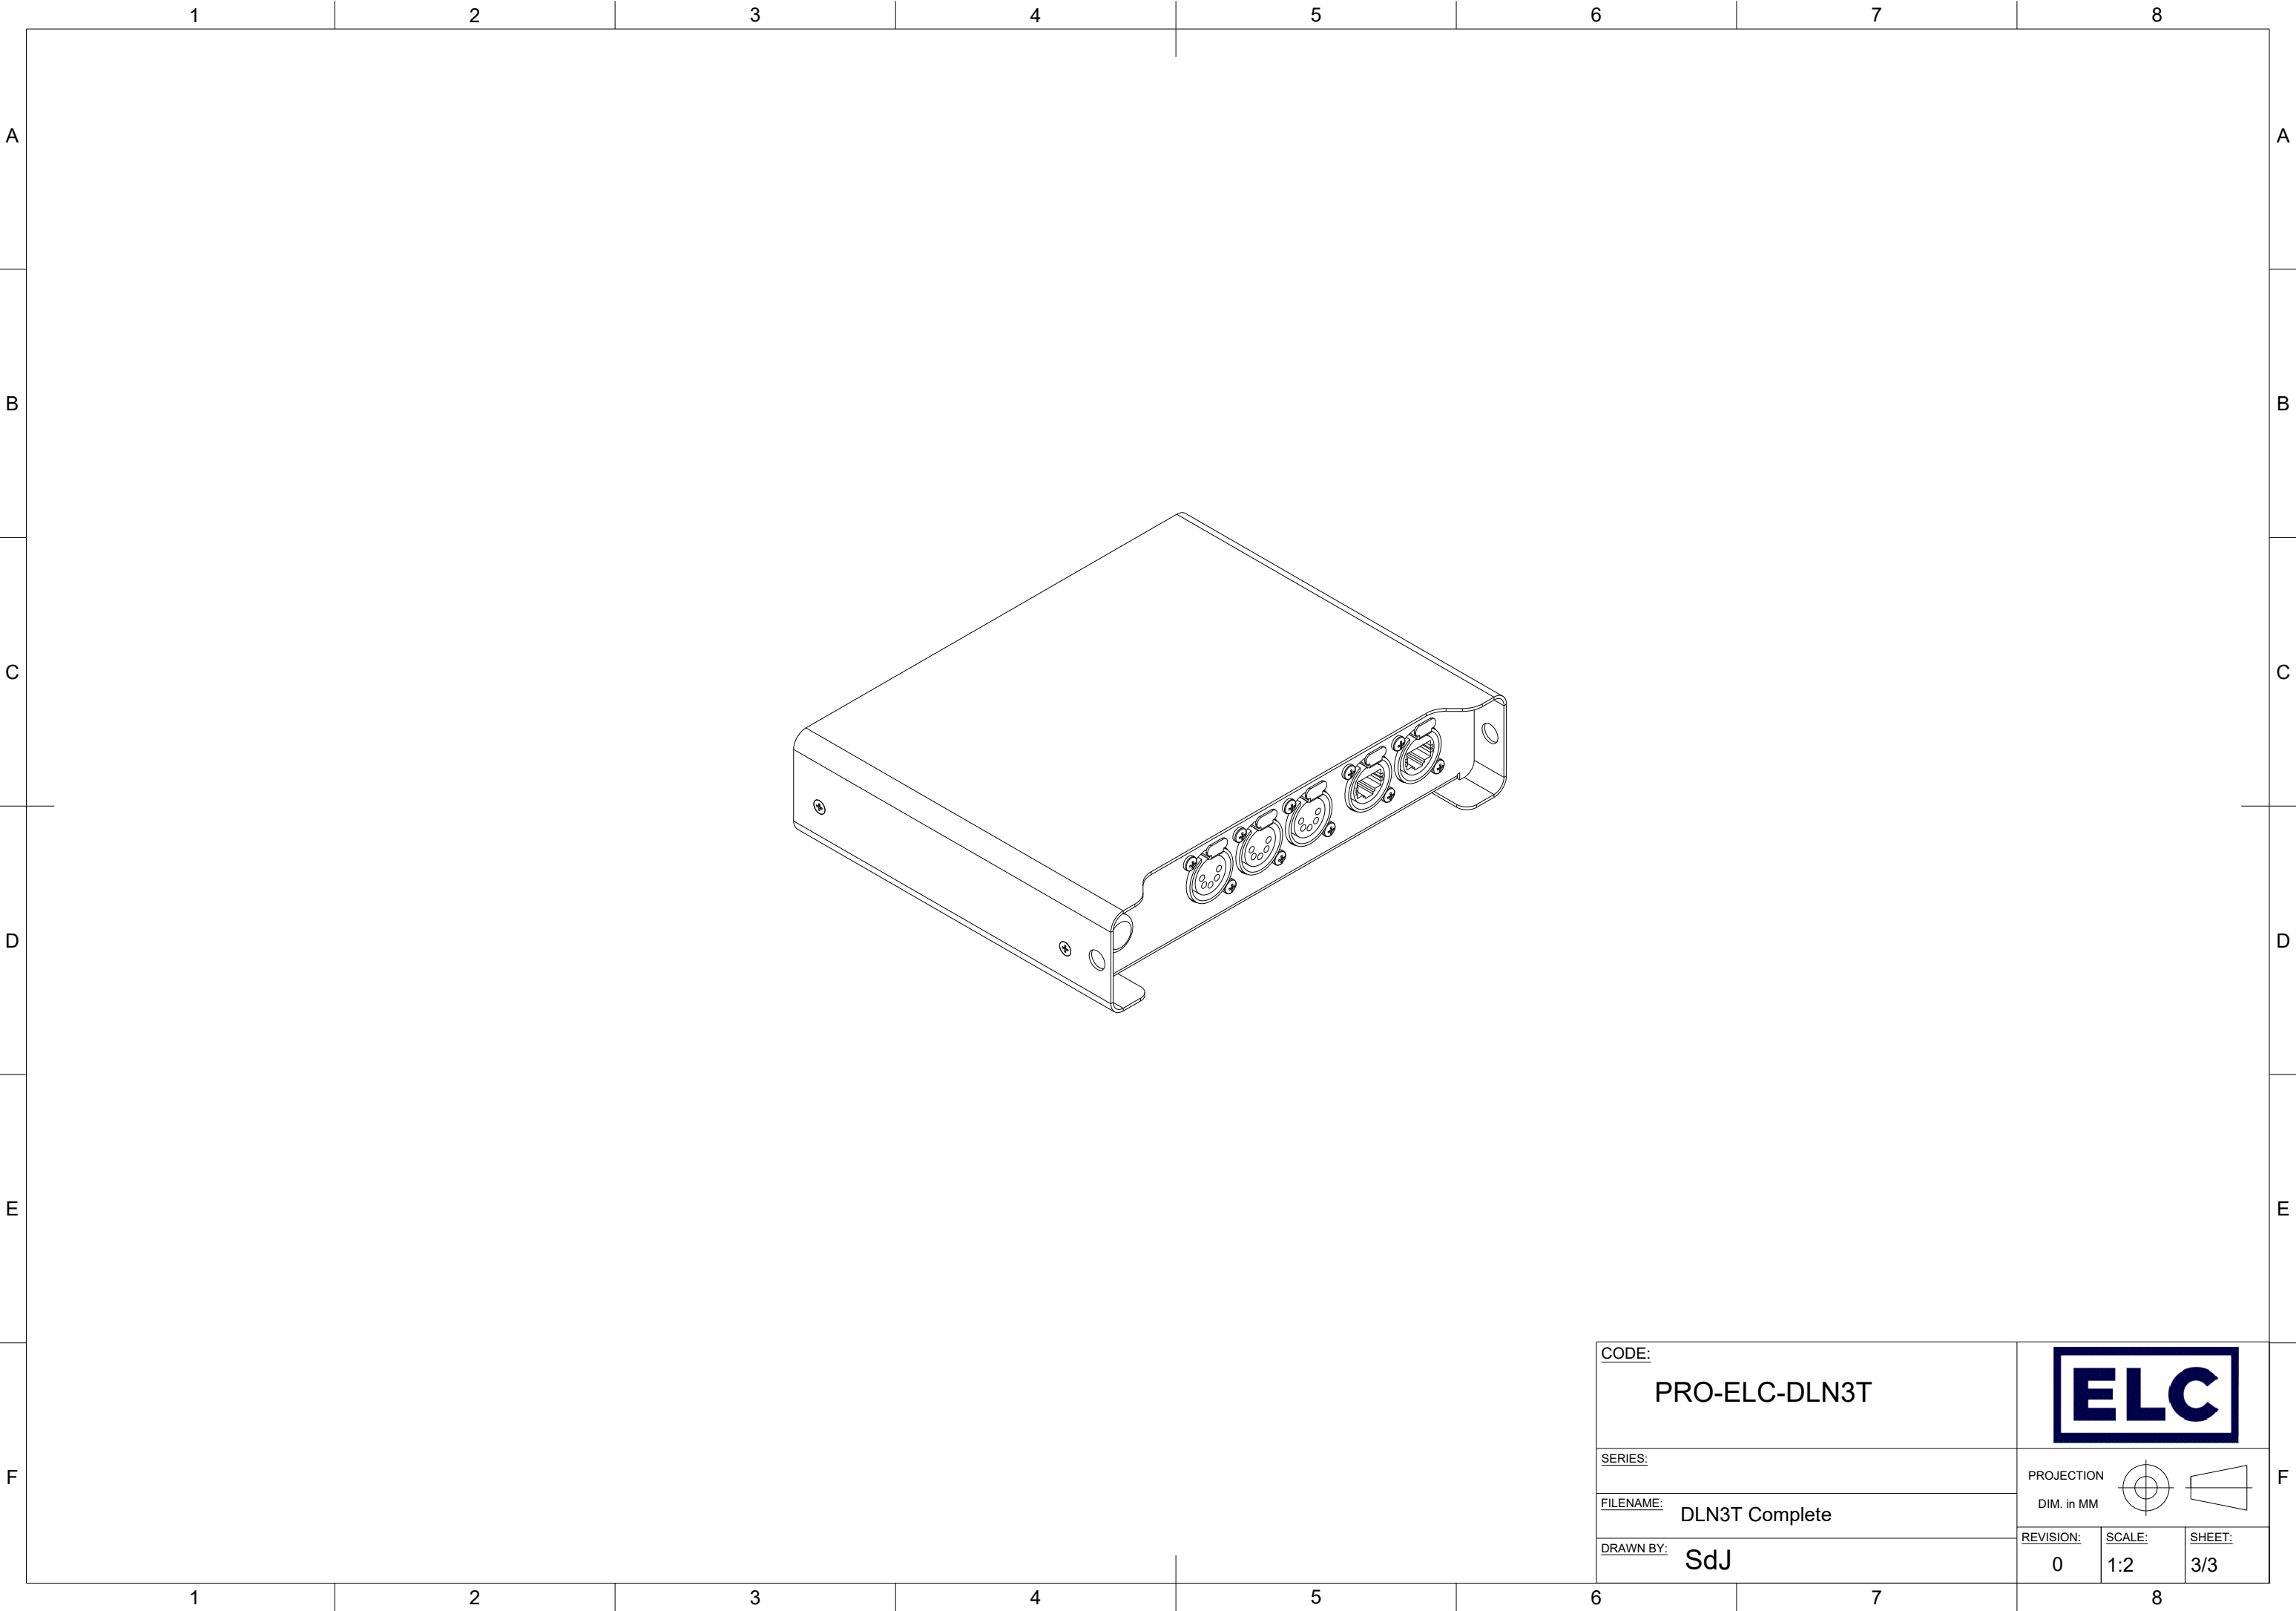 1 2 3 4 5 6 7 8
A A
B B
C C
D D
E E
F F
CODE:
PRO-ELC-DLN3T
ELC
SERIES:
PROJECTION
DIM. in MM
FILENAME: DLN3T Complete
DRAWN BY: SdJ
REVISION: SCALE: SHEET:
0 1:2 3/3
1 2 3 4 5 6 7 8